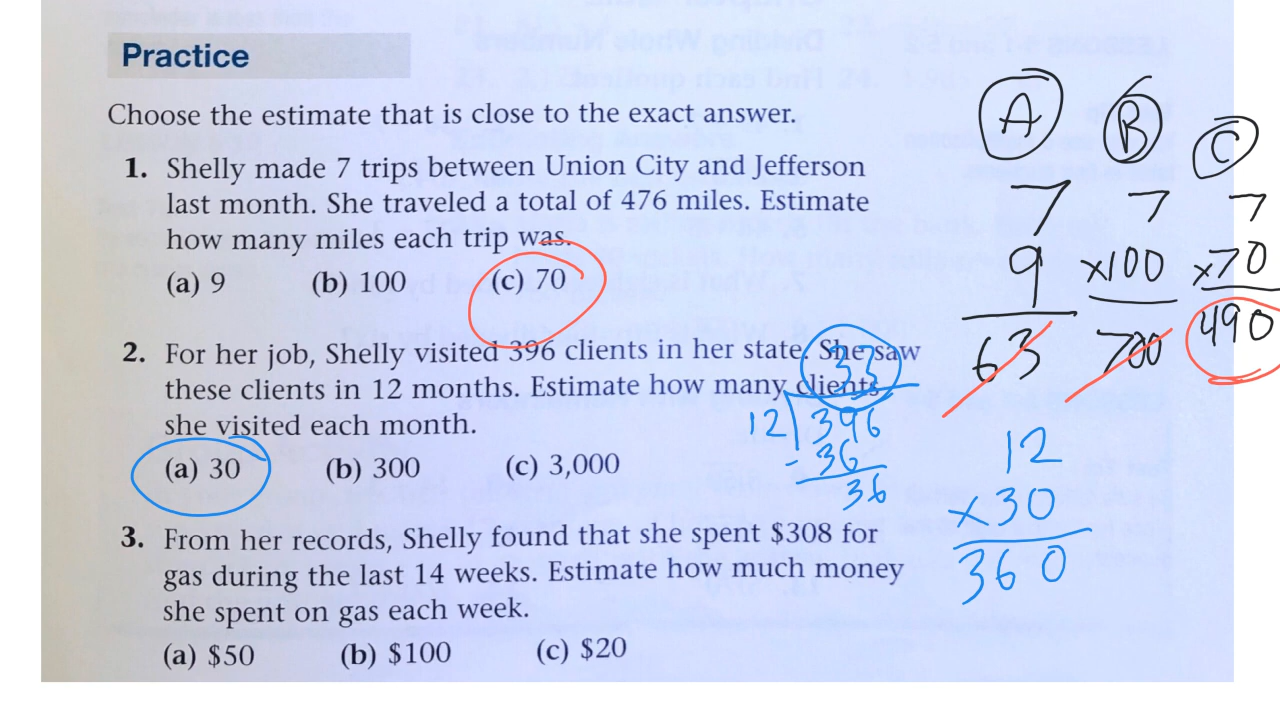 Practice
Choose the estimate that is close to the exact answer.
1. Shelly made 7 trips between Union City and Jefferson
last month. She traveled a total of 476 miles. Estimate
how many miles each trip was.
(a) 9 (b) 100 (c) 70
2. For her job, Shelly visited 396 clients in her state. She saw
these clients in 12 months. Estimate how many clients
she visited each month.
(a) 30 (b) 300 (c) 3,000
3. From her records, Shelly found that she spent $308 for
gas during the last 14 weeks. Estimate how much money
she spent on gas each week.
(a) $50 (b) $100 (c) $20
A B C
7 7 7
9 x100 x70
63 700 490
33
12 396
- 36
36
12
x 30
360